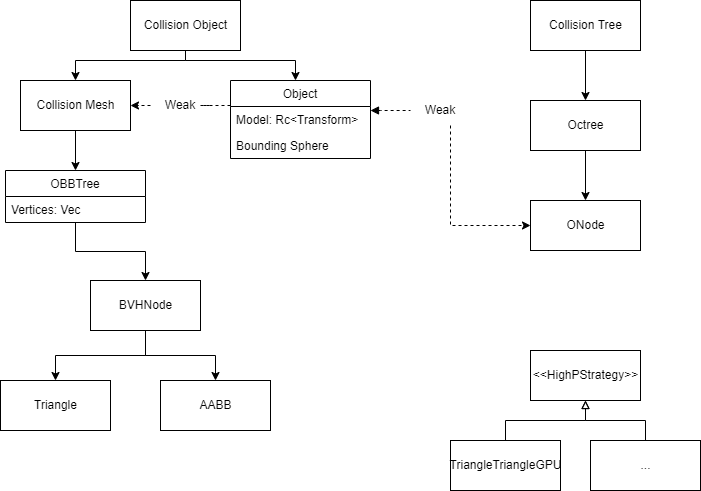 Collision Object
Collision Tree
Collision Mesh
Weak
Object
Model: Rc<Transform>
Bounding Sphere
Weak
Octree
OBBTree
Vertices: Vec
ONode
BVHNode
<<HighPStrategy>>
Triangle
AABB
TriangleTriangleGPU
...